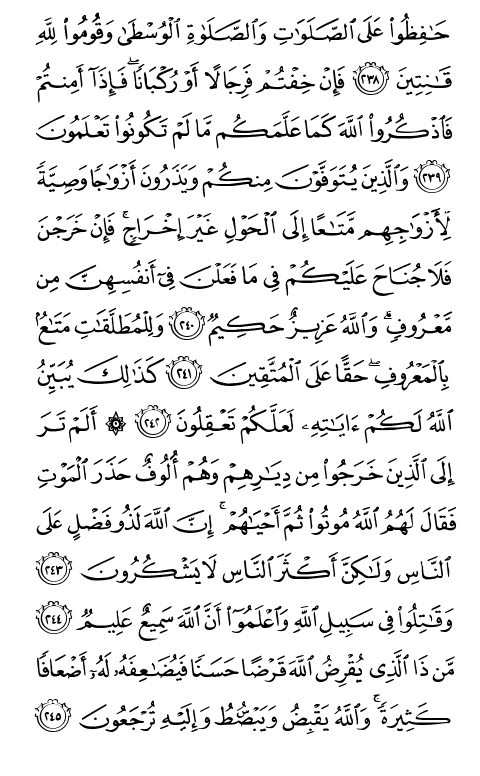 حَٰفِظُوا۟ عَلَى ٱلصَّلَوَٰتِ وَٱلصَّلَوٰةِ ٱلْوُسْطَىٰ وَقُومُوا۟ لِلَّهِ
قَٰنِتِينَ ﴿٢٣٨﴾ فَإِنْ خِفْتُمْ فَرِجَالًا أَوْ رُكْبَانًا ۖ فَإِذَآ أَمِنتُمْ
فَٱذْكُرُوا۟ ٱللَّهَ كَمَا عَلَّمَكُم مَّا لَمْ تَكُونُوا۟ تَعْلَمُونَ
﴿٢٣٩﴾ وَٱلَّذِينَ يُتَوَفَّوْنَ مِنكُمْ وَيَذَرُونَ أَزْوَٰجًا وَصِيَّةً
لِّأَزْوَٰجِهِم مَّتَٰعًا إِلَى ٱلْحَوْلِ غَيْرَ إِخْرَاجٍ ۚ فَإِنْ خَرَجْنَ
فَلَا جُنَاحَ عَلَيْكُمْ فِى مَا فَعَلْنَ فِىٓ أَنفُسِهِنَّ مِن
مَّعْرُوفٍ ۗ وَٱللَّهُ عَزِيزٌ حَكِيمٌ ﴿٢٤٠﴾ وَلِلْمُطَلَّقَٰتِ مَتَٰعٌۢ
بِٱلْمَعْرُوفِ ۖ حَقًّا عَلَى ٱلْمُتَّقِينَ ﴿٢٤١﴾ كَذَٰلِكَ يُبَيِّنُ
ٱللَّهُ لَكُمْ ءَايَٰتِهِۦ لَعَلَّكُمْ تَعْقِلُونَ ﴿٢٤٢﴾ ۞ أَلَمْ تَرَ
إِلَى ٱلَّذِينَ خَرَجُوا۟ مِن دِيَٰرِهِمْ وَهُمْ أُلُوفٌ حَذَرَ ٱلْمَوْتِ
فَقَالَ لَهُمُ ٱللَّهُ مُوتُوا۟ ثُمَّ أَحْيَٰهُمْ ۚ إِنَّ ٱللَّهَ لَذُو فَضْلٍ عَلَى
ٱلنَّاسِ وَلَٰكِنَّ أَكْثَرَ ٱلنَّاسِ لَا يَشْكُرُونَ ﴿٢٤٣﴾
وَقَٰتِلُوا۟ فِى سَبِيلِ ٱللَّهِ وَٱعْلَمُوٓا۟ أَنَّ ٱللَّهَ سَمِيعٌ عَلِيمٌ ﴿٢٤٤﴾
مَّن ذَا ٱلَّذِى يُقْرِضُ ٱللَّهَ قَرْضًا حَسَنًا فَيُضَٰعِفَهُۥ لَهُۥٓ أَضْعَافًا
كَثِيرَةً ۚ وَٱللَّهُ يَقْبِضُ وَيَبْصُۜطُ وَإِلَيْهِ تُرْجَعُونَ ﴿٢٤٥﴾